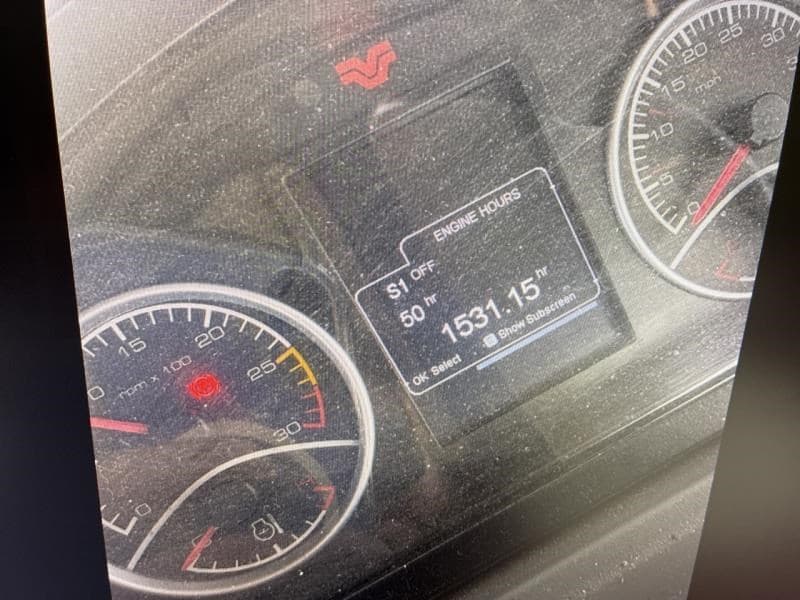 ENGINE HOURS
S1 OFF
50 hr
1531.15 hr
Show Subscreen
OK Select
15
20
25
30
rpm x 100
0
0
5
10
15
20
25
30
mph